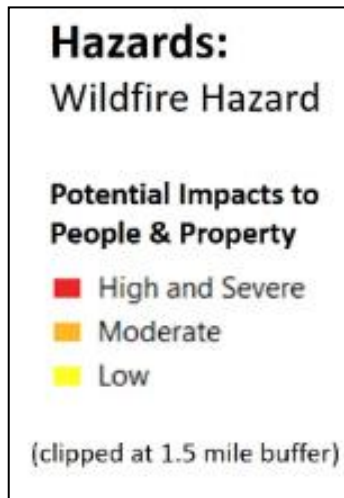 Hazards:
Wildfire Hazard
Potential Impacts to
People & Property
High and Severe
Moderate
Low
(clipped at 1.5 mile buffer)